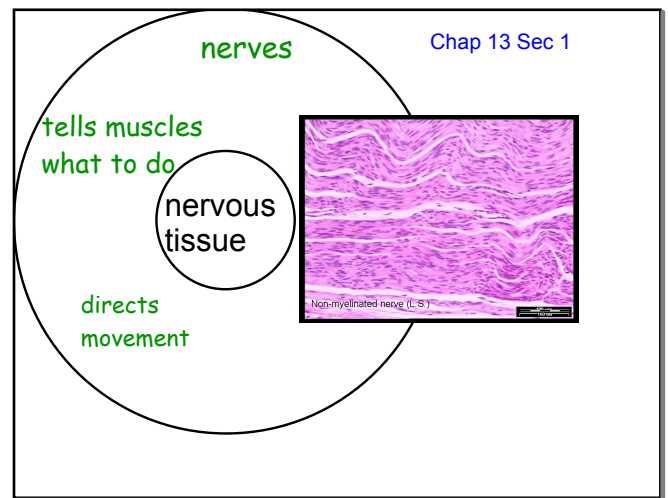 nerves
Chap 13 Sec 1
tells muscles
what to do
nervous
tissue
directs
movement
Non-myelinated nerve (L.S.)